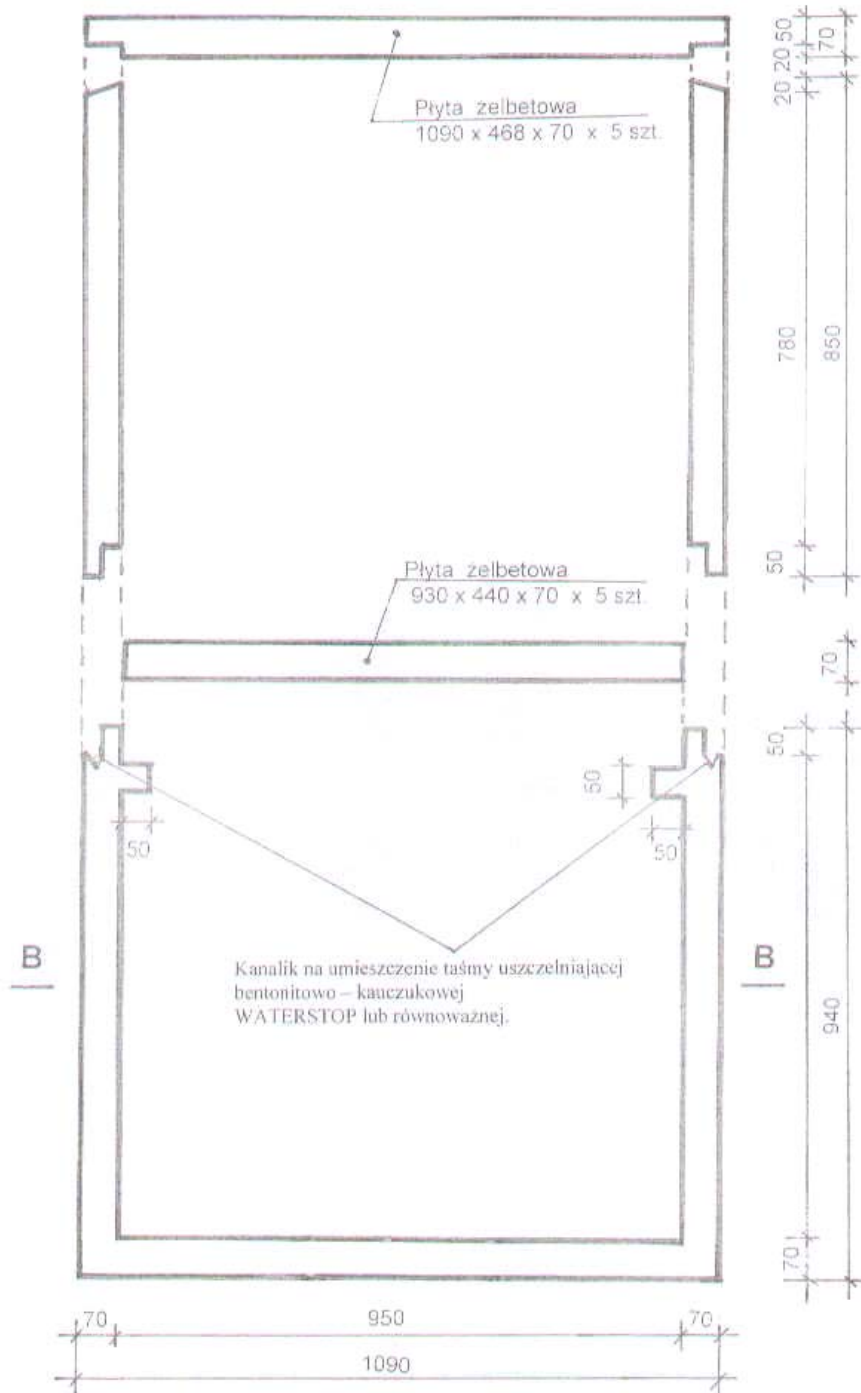 50
70
20
20
Płyta żelbetowa
1090 x 468 x 70 x 5 szt.
780
850
50
Płyta żelbetowa
930 x 440 x 70 x 5 szt.
70
50
50
50
50
B
B
Kanalik na umieszczenie taśmy uszczelniającej
bentonitowo – kauczukowej
WATERSTOP lub równoważnej.
940
70
70
950
70
1090